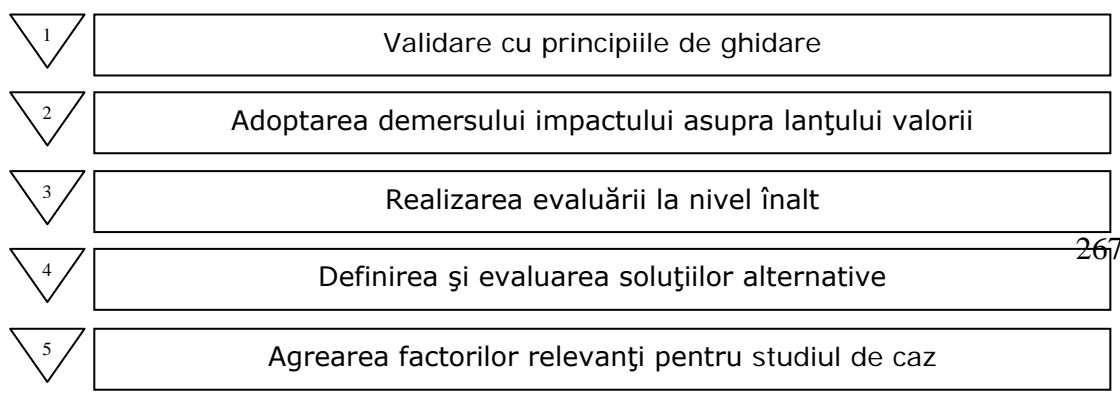 1 Validare cu principiile de ghidare
2 Adoptarea demersului impactului asupra lanţului valorii
3 Realizarea evaluării la nivel înalt
267
4 Definirea şi evaluarea soluţiilor alternative
5 Agrearea factorilor relevanţi pentru studiul de caz